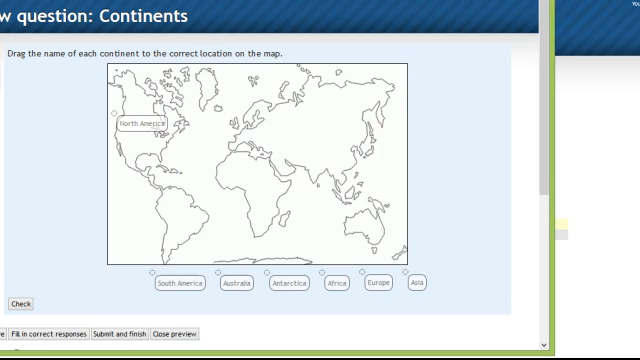 w question: Continents
You
Drag the name of each continent to the correct location on the map.
North America
South America Australia Antarctica Africa Europe Asia
Check
e Fill in correct responses Submit and finish Close preview